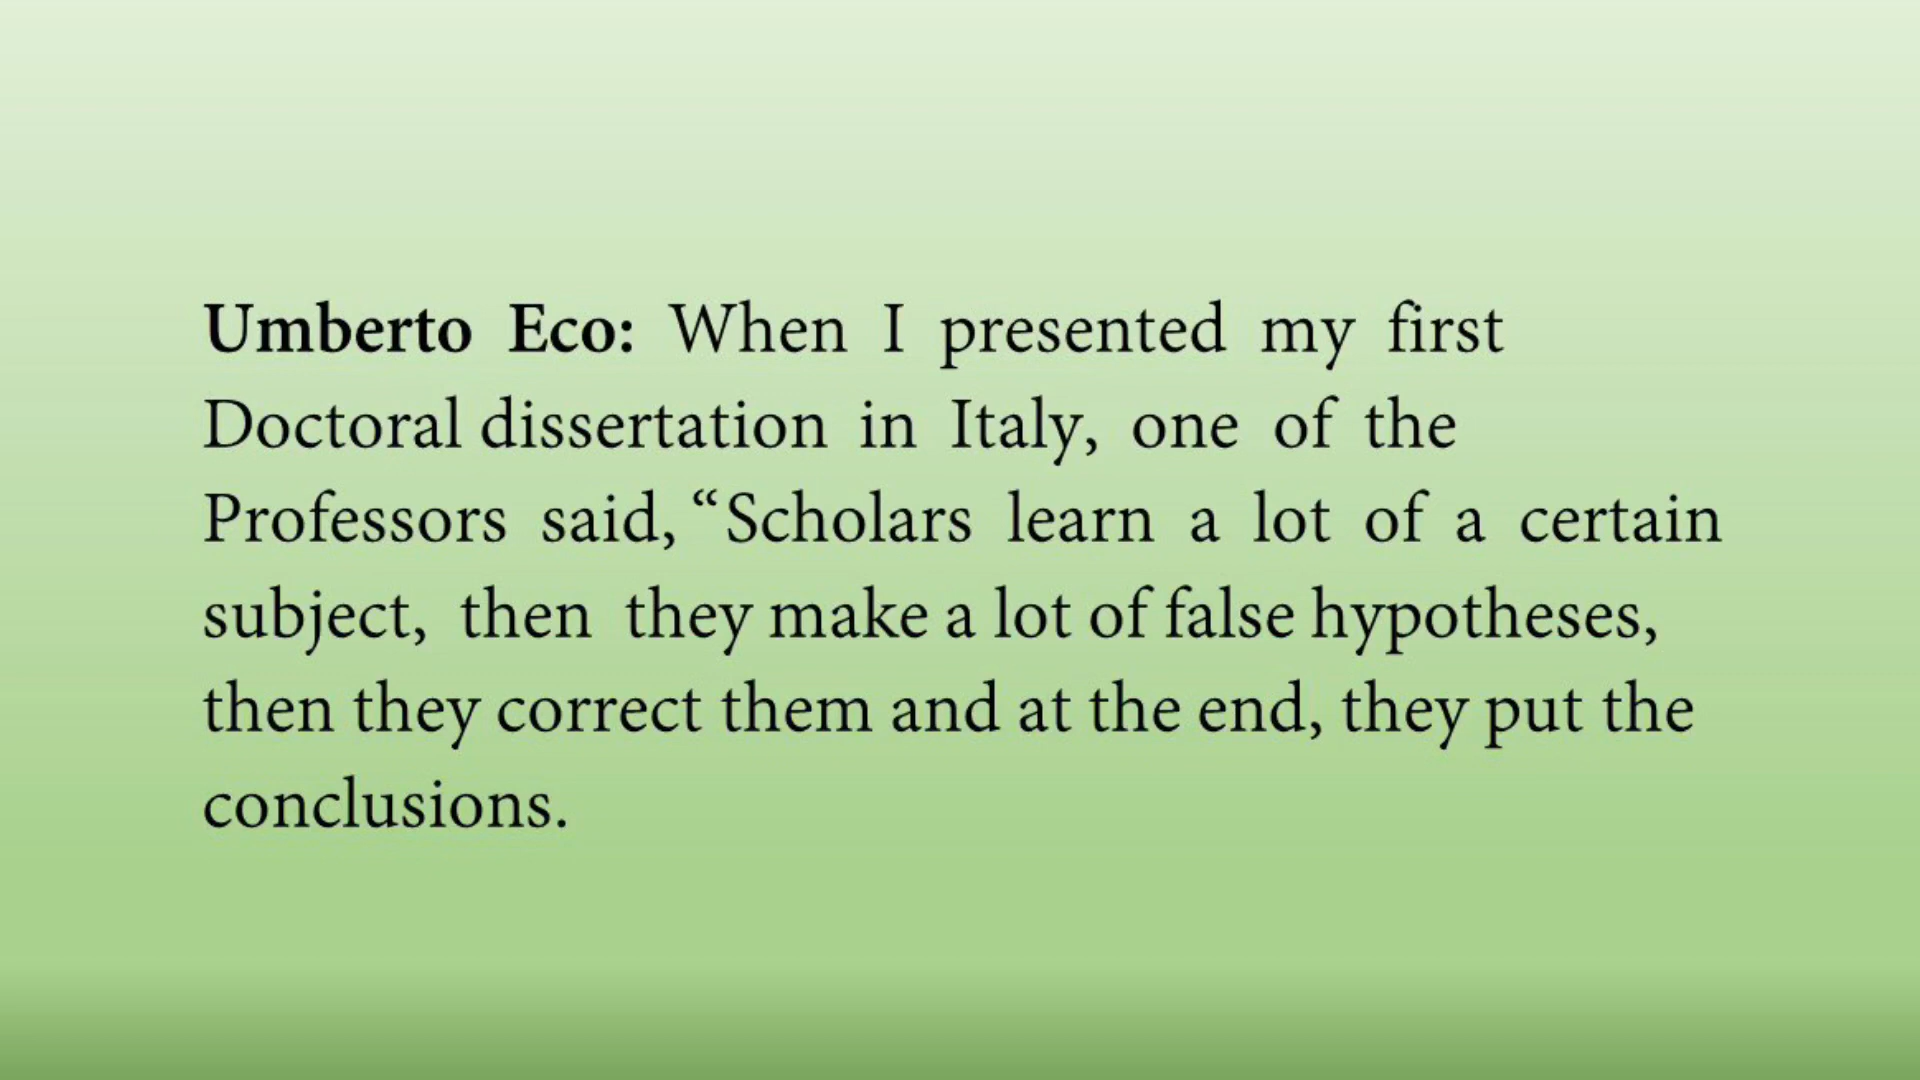 Umberto Eco: When I presented my first
Doctoral dissertation in Italy, one of the
Professors said, “Scholars learn a lot of a certain
subject, then they make a lot of false hypotheses,
then they correct them and at the end, they put the
conclusions.